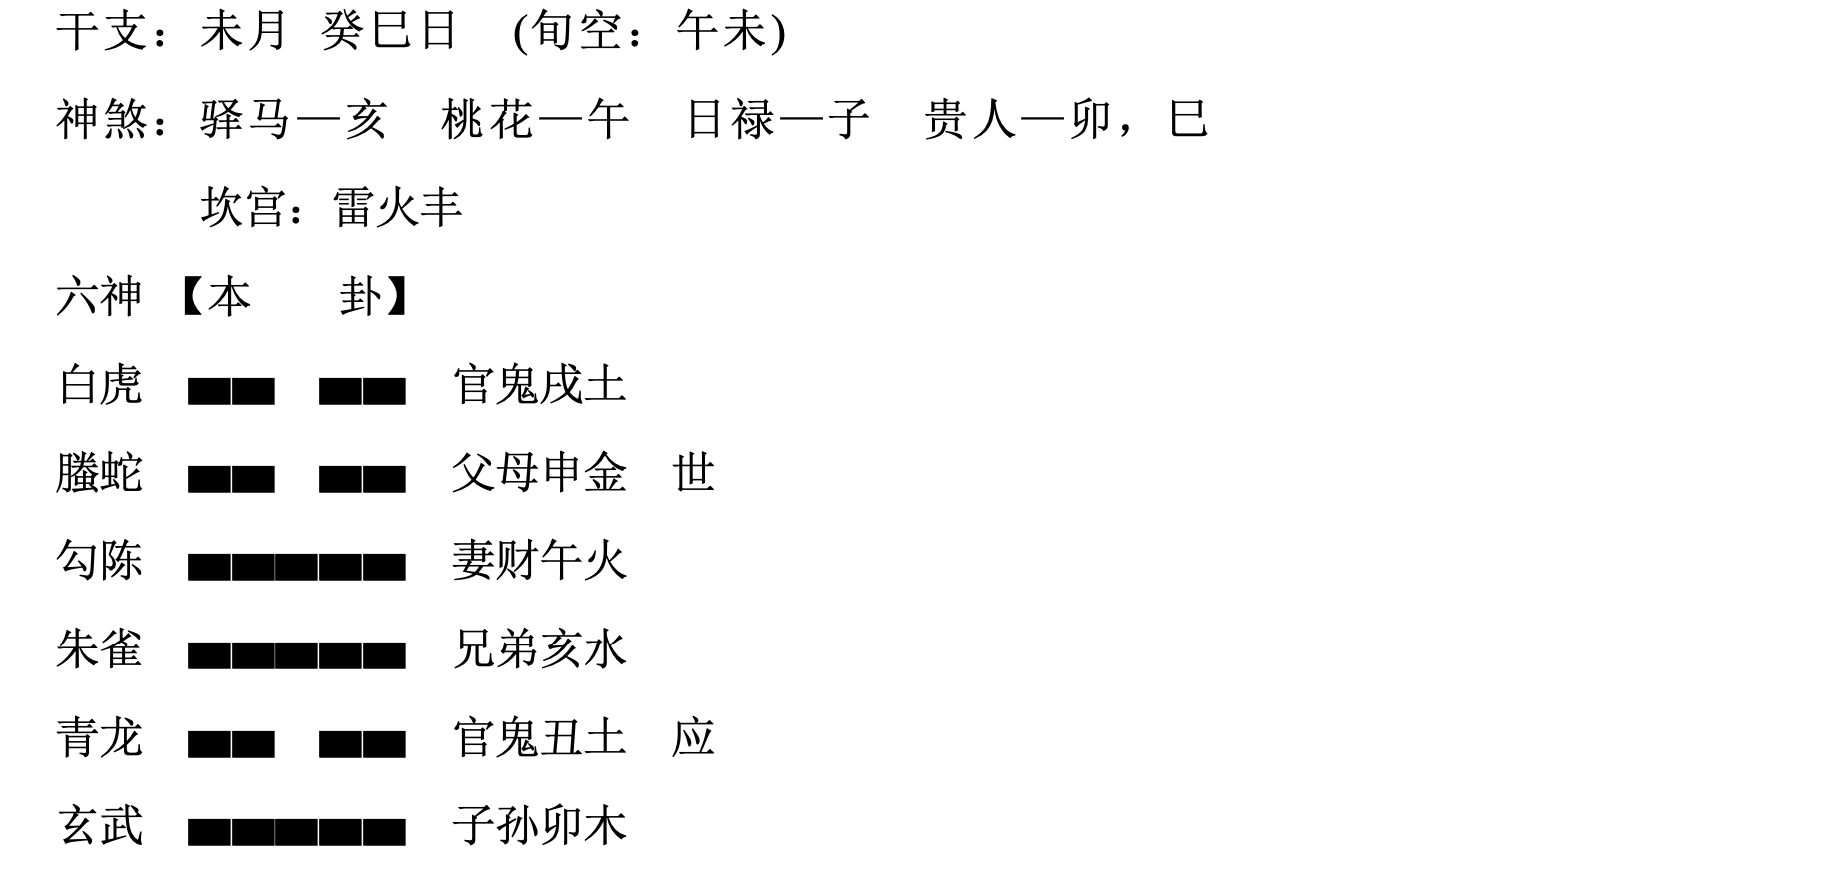 干支：未月 癸巳日 (旬空：午未)
神煞：驿马—亥 桃花—午 日禄—子 贵人—卯，巳
坎宫：雷火丰
六神 【本 卦】
白虎 官鬼戌土
螣蛇 父母申金 世
勾陈 妻财午火
朱雀 兄弟亥水
青龙 官鬼丑土 应
玄武 子孙卯木